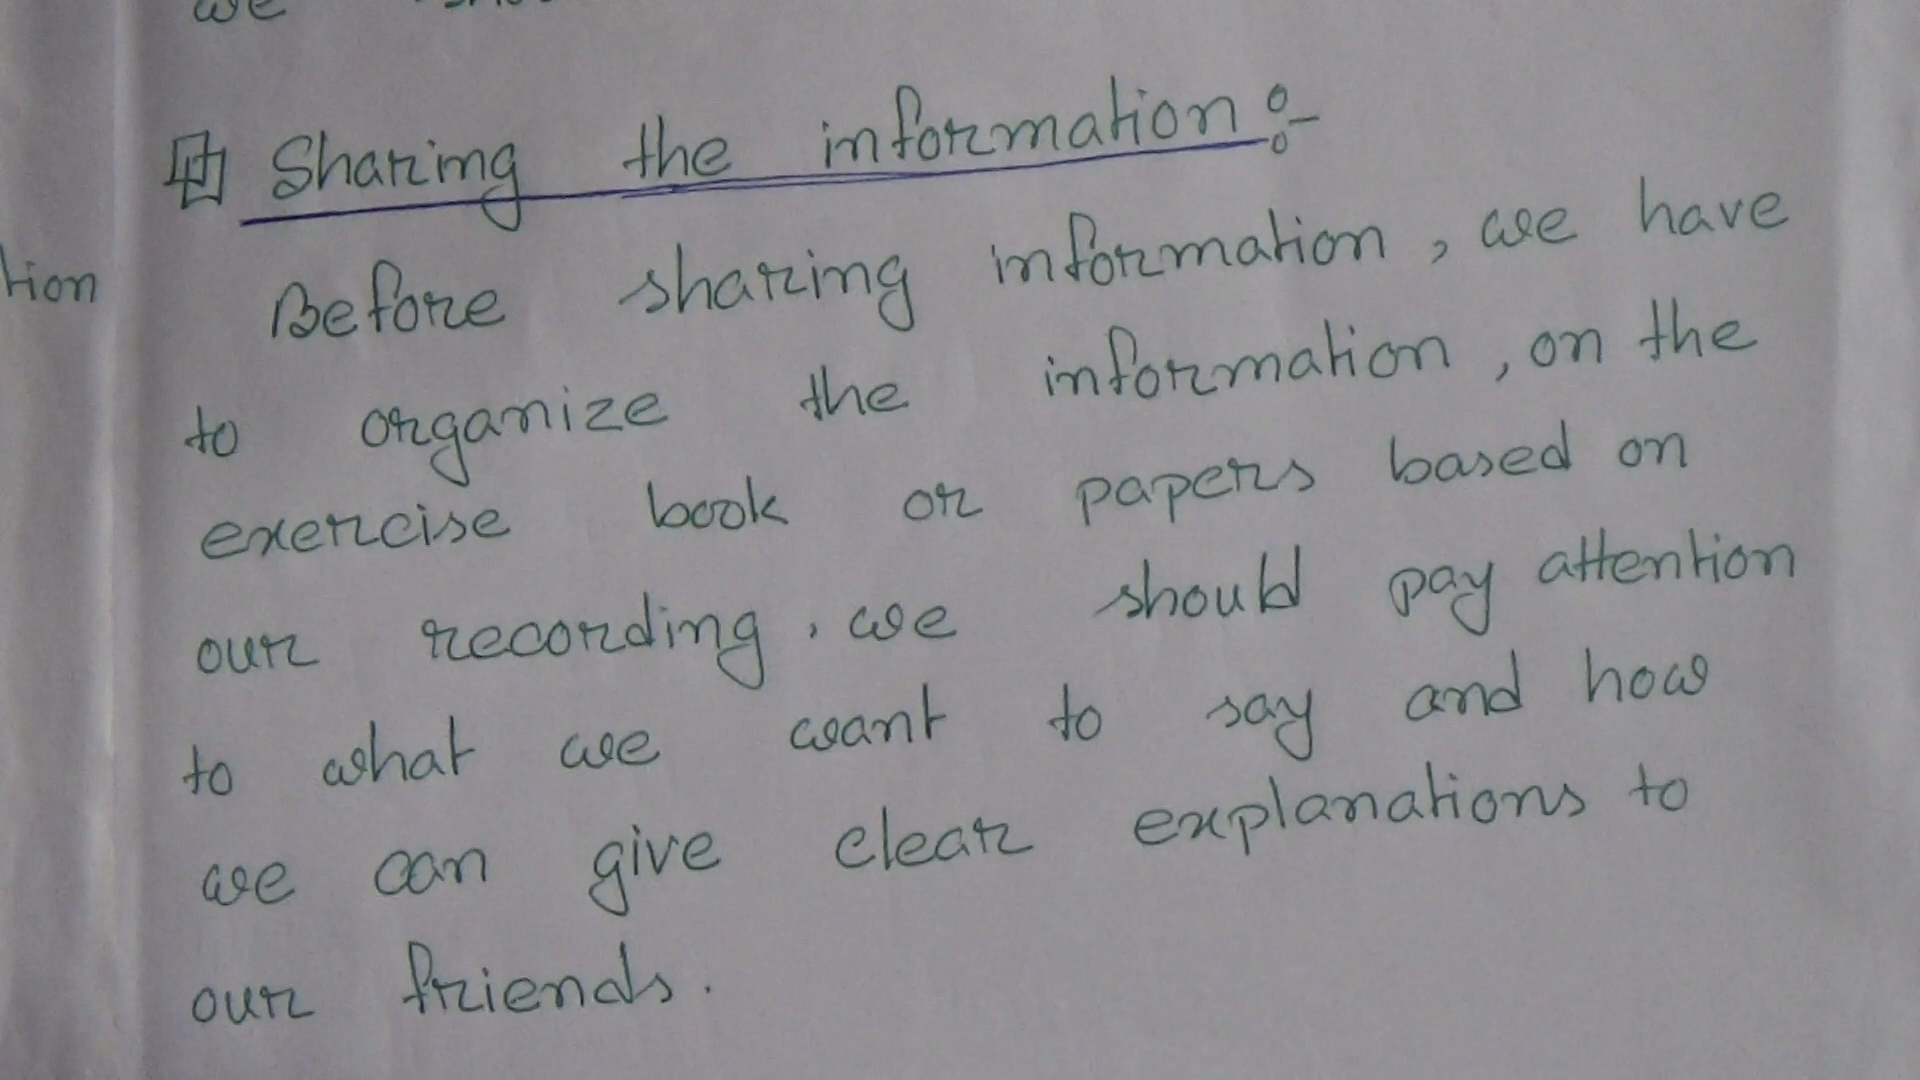 we
Sharing the information :-
Before sharing information, we have
tion
to organize the information, on the
exercise book or papers based on
our recording. we should pay attention
to what we want to say and how
we can give clear explanations to
our friends.